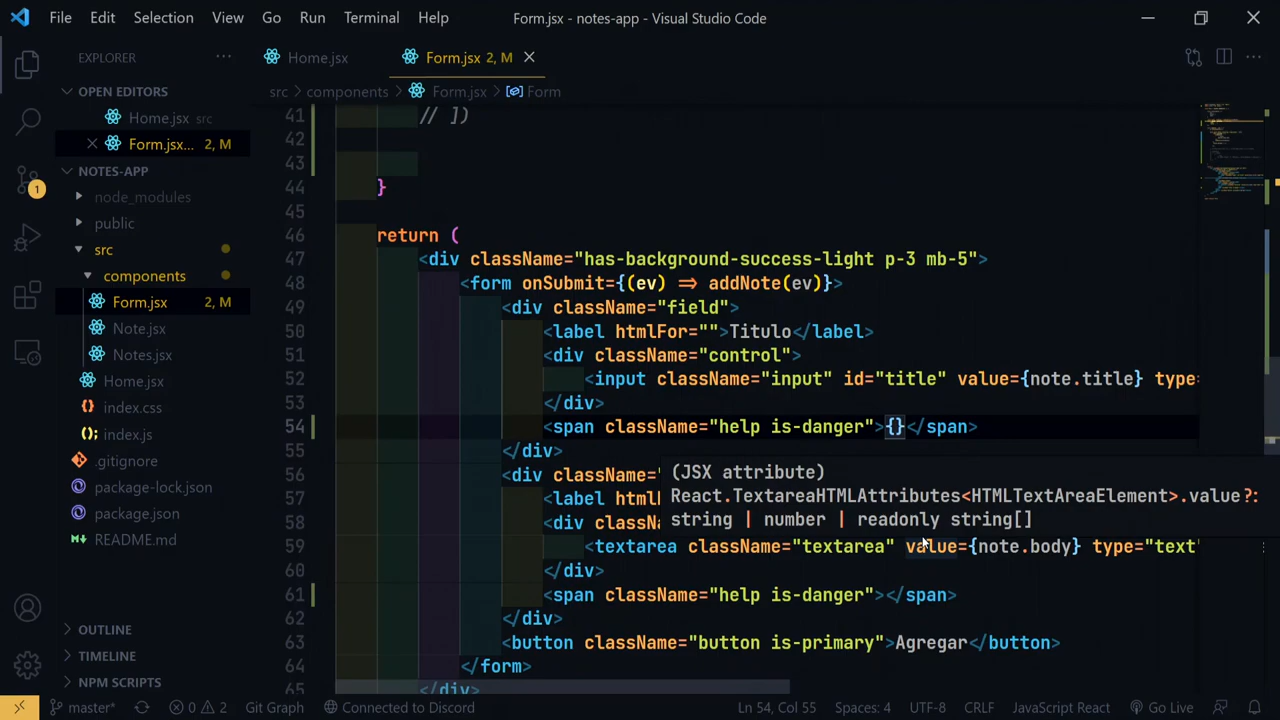 File Edit Selection View Go Run Terminal Help Form.jsx - notes-app - Visual Studio Code
EXPLORER ···
Home.jsx
Form.jsx 2, M
src > components > Form.jsx > Form
OPEN EDITORS
Home.jsx src
Form.jsx... 2, M
NOTES-APP
node_modules
public
src
components
Form.jsx 2, M
Note.jsx
Notes.jsx
Home.jsx
index.css
index.js
.gitignore
package-lock.json
package.json
README.md
OUTLINE
TIMELINE
NPM SCRIPTS
1
41 // ])
42
43
44 }
45
46 return (
47 <div className="has-background-success-light p-3 mb-5">
48 <form onSubmit={(ev) => addNote(ev)}>
49 <div className="field">
50 <label htmlFor="">Titulo</label>
51 <div className="control">
52 <input className="input" id="title" value={note.title} type=
53 </div>
54 <span className="help is-danger">{}</span>
55 </div>
56 <div className="
57 <label htmlF
58 <div className=
59 <textarea className="textarea" value={note.body} type="text"
60 </div>
61 <span className="help is-danger"></span>
62 </div>
63 <button className="button is-primary">Agregar</button>
64 </form>
65 </div>
(JSX attribute)
React.TextareaHTMLAttributes<HTMLTextAreaElement>.value?:
string | number | readonly string[]
master* 0 2 Git Graph Connected to Discord Ln 54, Col 55 Spaces: 4 UTF-8 CRLF JavaScript React Go Live